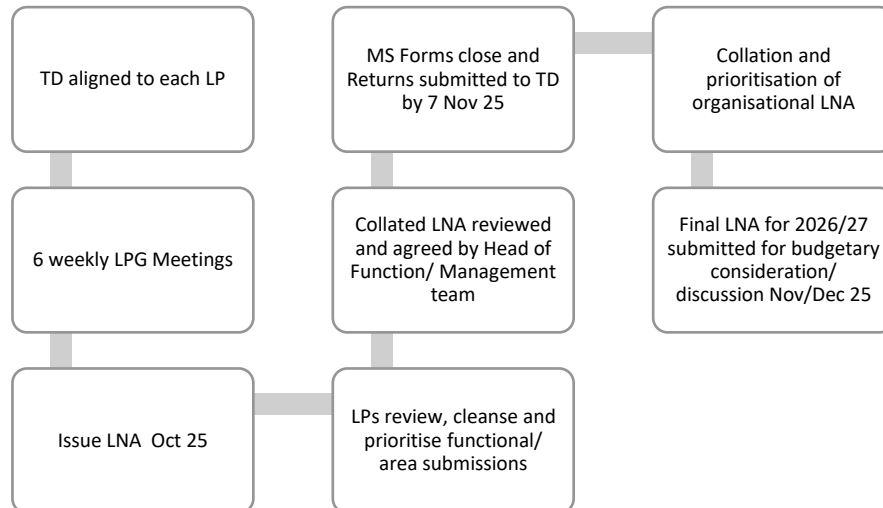 TD aligned to each LP
6 weekly LPG Meetings
Issue LNA  Oct 25
LPs review, cleanse and
prioritise functional/
area submissions
Collated LNA reviewed
and agreed by Head of
Function/ Management
team
MS Forms close and
Returns submitted to TD
by 7 Nov 25
Collation and
prioritisation of
organisational LNA
Final LNA for 2026/27
submitted for budgetary
consideration/
discussion Nov/Dec 25